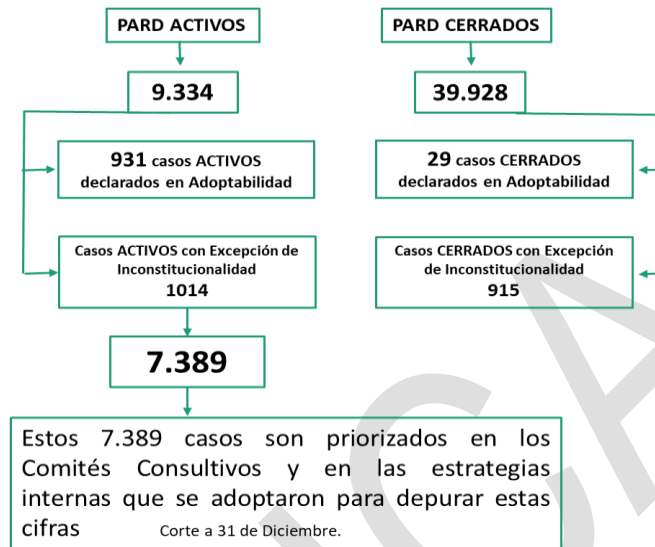 PARD ACTIVOS
9.334
931 casos ACTIVOS
declarados en Adoptabilidad
Casos ACTIVOS con Excepción de
Inconstitucionalidad
1014
7.389
Estos 7.389 casos son priorizados en los
Comités Consultivos y en las estrategias
internas que se adoptaron para depurar estas
cifras Corte a 31 de Diciembre.
PARD CERRADOS
39.928
29 casos CERRADOS
declarados en Adoptabilidad
Casos CERRADOS con Excepción
de Inconstitucionalidad
915